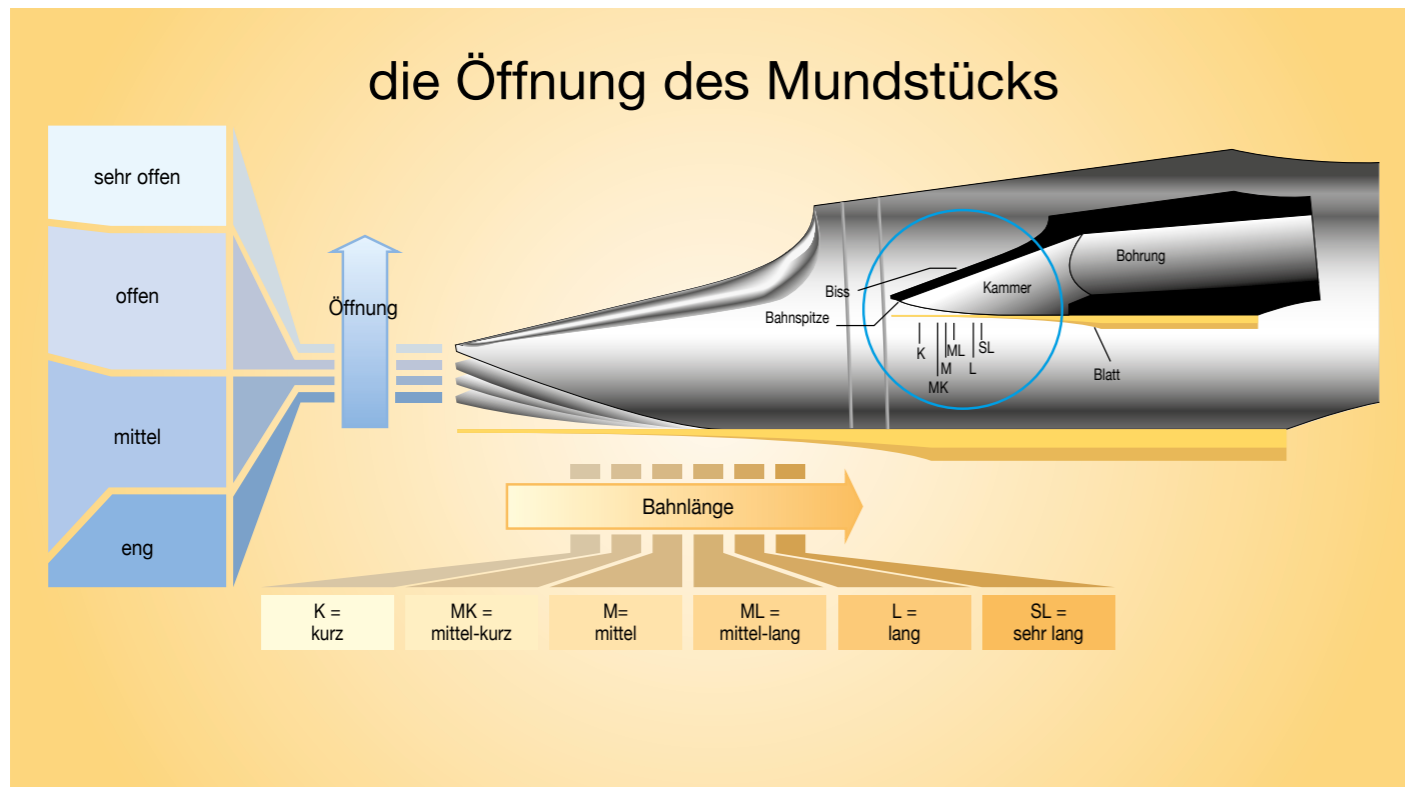 die Öffnung des Mundstücks
sehr offen
offen
mittel
eng
Öffnung
Biss
Bahnspitze
Kammer
Bohrung
K
MK
M
ML
L
SL
Blatt
Bahnlänge
K =
kurz
MK =
mittel-kurz
M=
mittel
ML =
mittel-lang
L =
lang
SL =
sehr lang